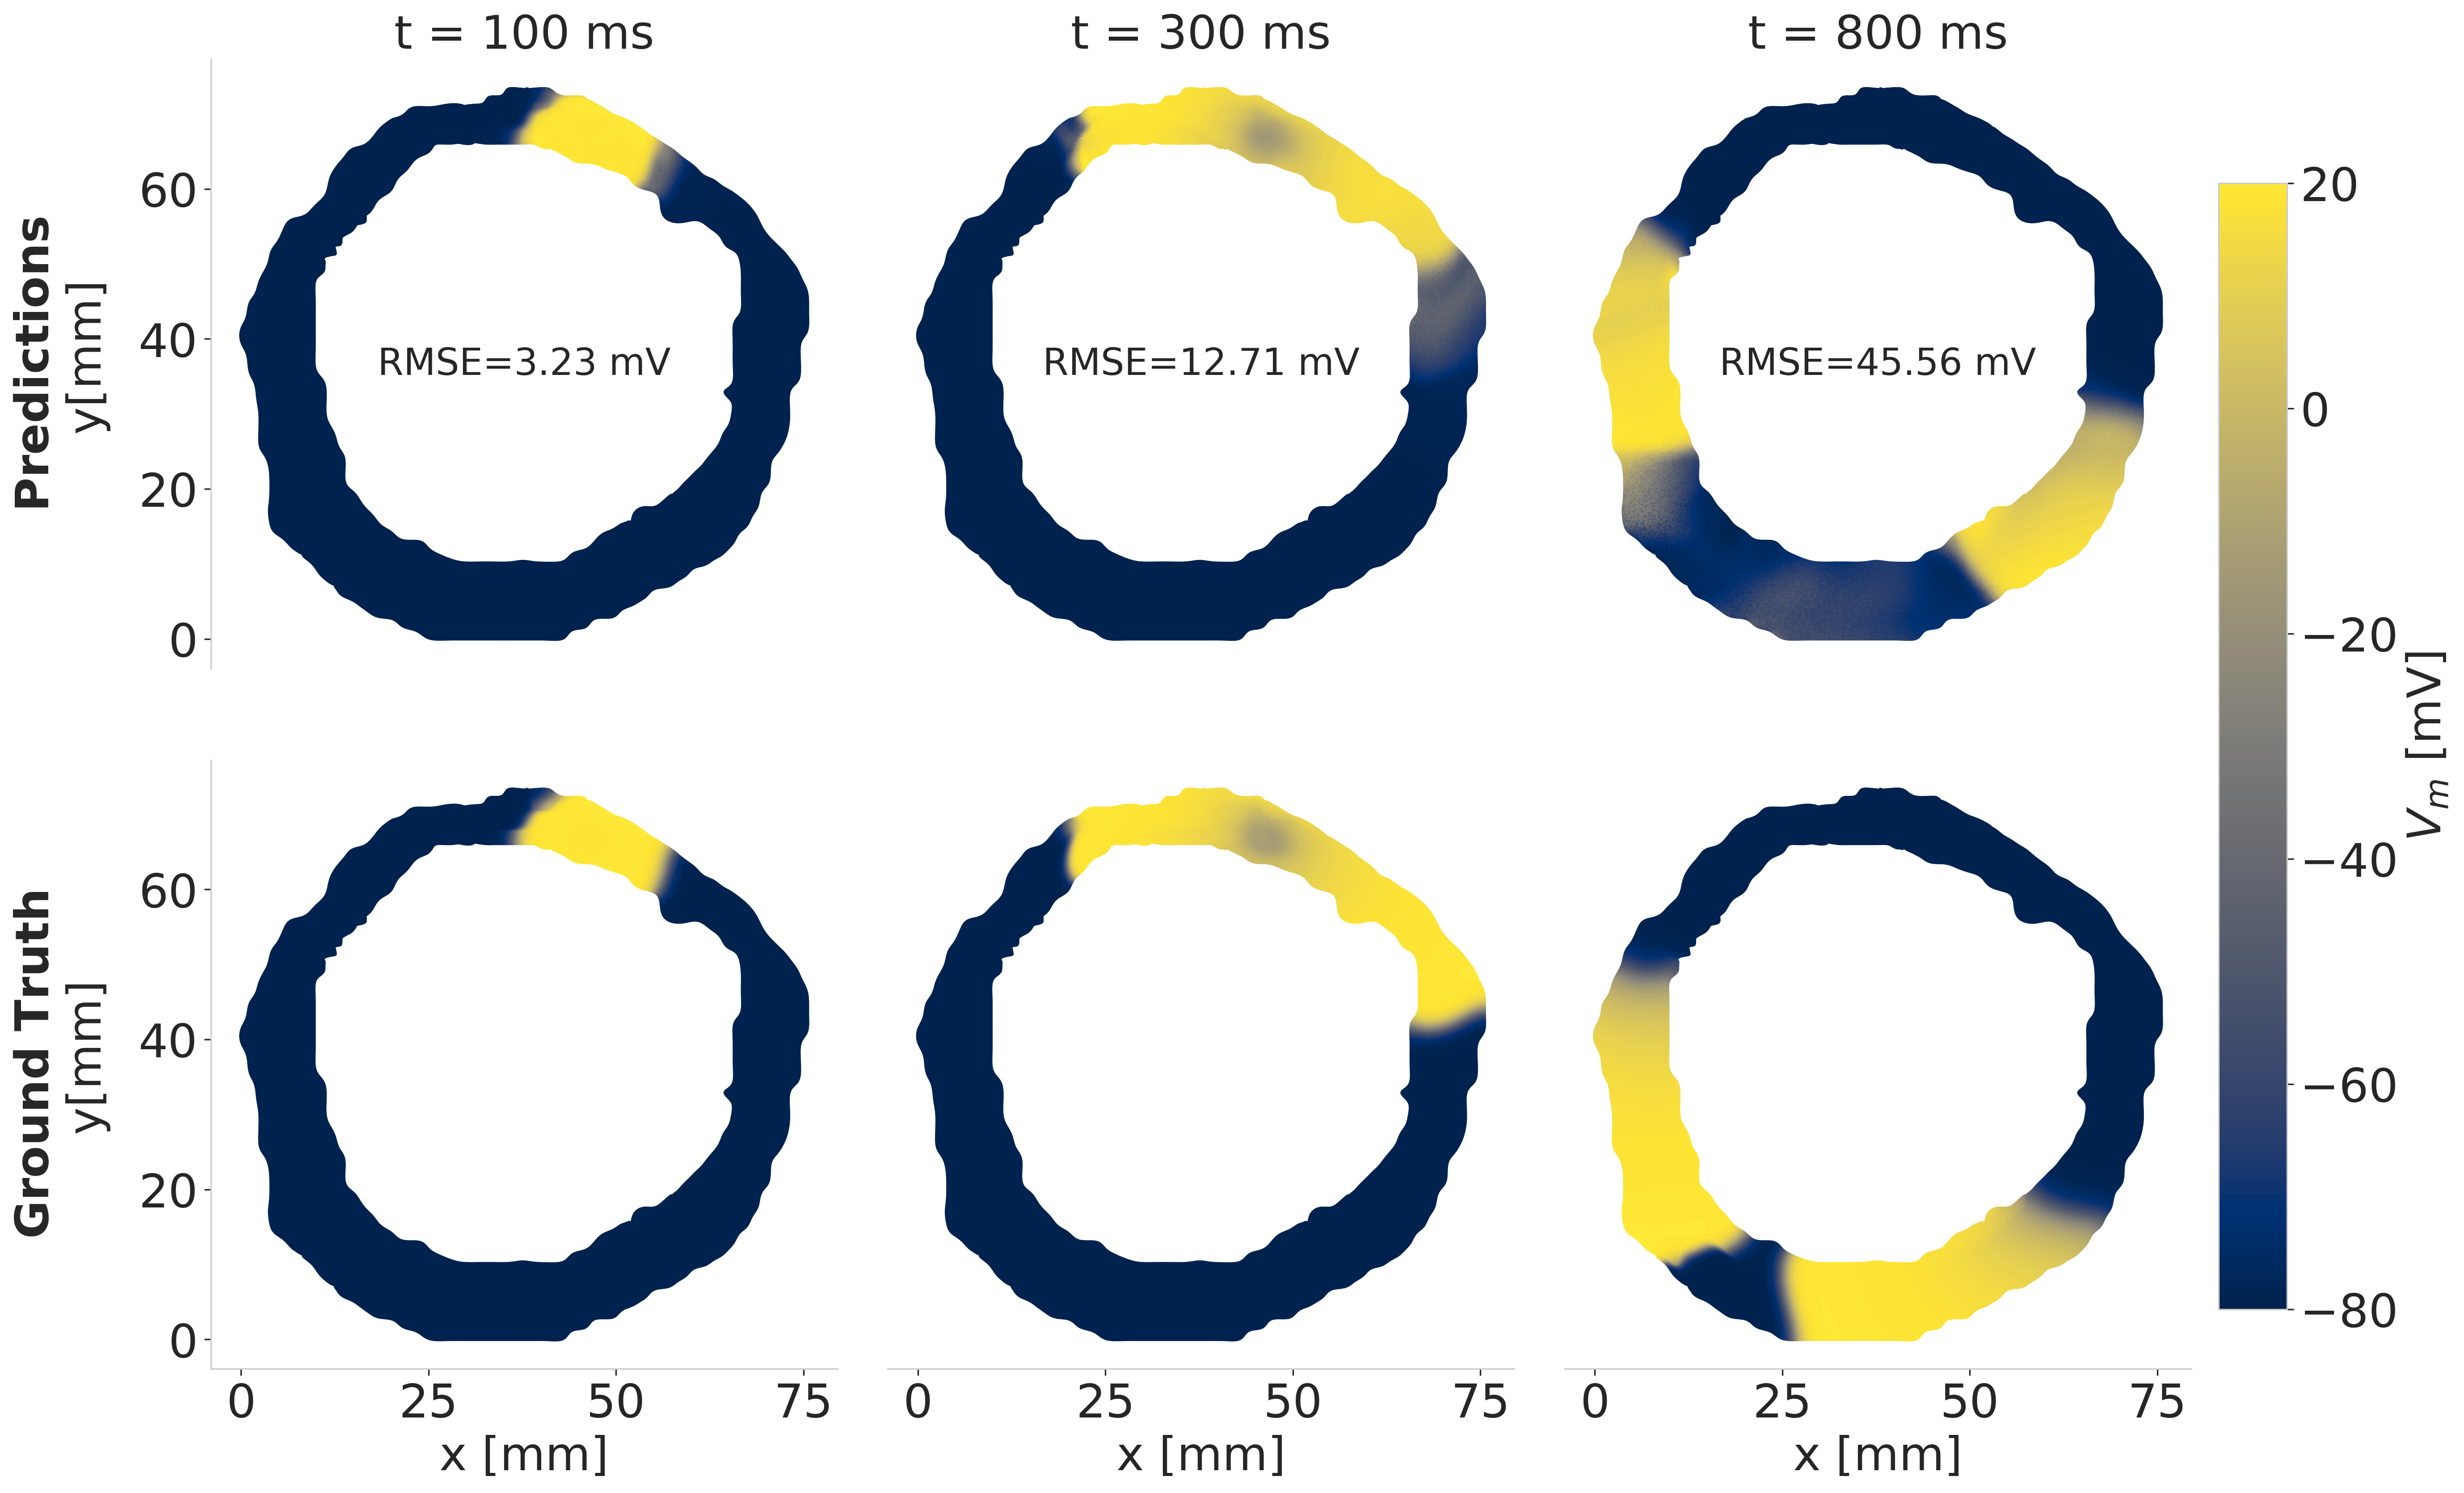 t = 100 ms
t = 300 ms
t = 800 ms
Predictions
y[mm]
60
40
20
0
RMSE=3.23 mV
RMSE=12.71 mV
RMSE=45.56 mV
20
0
−20
−40
−60
−80
V_m [mV]
Ground Truth
y[mm]
60
40
20
0
0 25 50 75
0 25 50 75
0 25 50 75
x [mm]
x [mm]
x [mm]